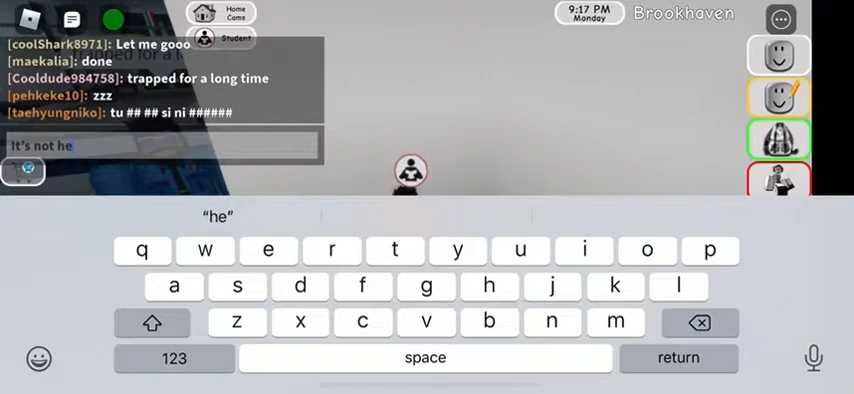 Home
Cams
9:17 PM
Monday
Brookhaven
Student
[coolShark8971]: Let me gooo
[maekalia]: done
[Cooldude984758]: trapped for a long time
[pehkeke10]: zzz
[taehyungniko]: tu ## ## si ni ######
It's not he
“he”
q w e r t y u i o p
a s d f g h j k l
z x c v b n m
123 space return